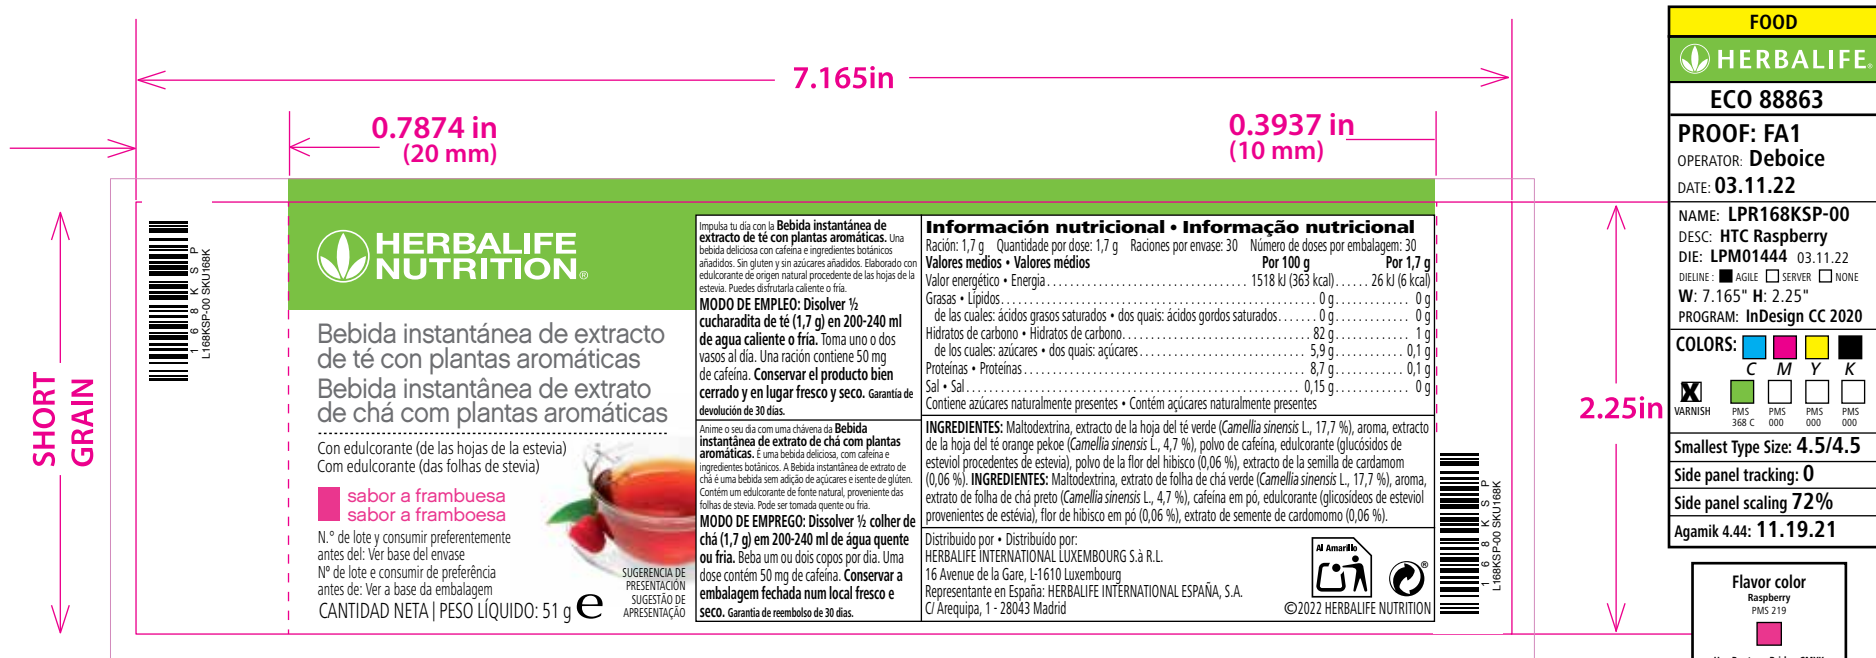 7.165in
0.7874 in
(20 mm)
0.3937 in
(10 mm)
SHORT
GRAIN
2.25in
1 6 8 K S P
L168KSP-00 SKU168K
HERBALIFE
NUTRITION®
Bebida instantánea de extracto
de té con plantas aromáticas
Bebida instantânea de extrato
de chá com plantas aromáticas
Con edulcorante (de las hojas de la estevia)
Com edulcorante (das folhas de stevia)
sabor a frambuesa
sabor a framboesa
N.° de lote y consumir preferentemente
antes del: Ver base del envase
Nº de lote e consumir de preferência
antes de: Ver a base da embalagem
CANTIDAD NETA | PESO LÍQUIDO: 51 g e
SUGERENCIA DE
PRESENTACIÓN
SUGESTÃO DE
APRESENTAÇÃO
Impulsa tu día con la Bebida instantánea de
extracto de té con plantas aromáticas. Una
bebida deliciosa con cafeína e ingredientes botánicos
añadidos. Sin gluten y sin azúcares añadidos. Elaborado con
edulcorante de origen natural procedente de las hojas de la
estevia. Puedes disfrutarla caliente o fría.
MODO DE EMPLEO: Disolver ½
cucharadita de té (1,7 g) en 200-240 ml
de agua caliente o fría. Toma uno o dos
vasos al día. Una ración contiene 50 mg
de cafeína. Conservar el producto bien
cerrado y en lugar fresco y seco. Garantía de
devolución de 30 días.
Anime o seu dia com uma chávena da Bebida
instantânea de extrato de chá com plantas
aromáticas. É uma bebida deliciosa, com cafeína e
ingredientes botânicos. A Bebida instantânea de extrato de
chá é uma bebida sem adição de açúcares e isente de glúten.
Contém um edulcorante de fonte natural, proveniente das
folhas de stevia. Pode ser tomada quente ou fria.
MODO DE EMPREGO: Dissolver ½ colher de
chá (1,7 g) em 200-240 ml de água quente
ou fria. Beba um ou dois copos por dia. Uma
dose contém 50 mg de cafeína. Conservar a
embalagem fechada num local fresco e
seco. Garantia de reembolso de 30 dias.
Información nutricional • Informação nutricional
Ración: 1,7 g Quantidade por dose: 1,7 g Raciones por envase: 30 Número de doses por embalagem: 30
Valores medios • Valores médios Por 100 g Por 1,7 g
Valor energético • Energia 1518 kJ (363 kcal) 26 kJ (6 kcal)
Grasas • Lípidos 0 g 0 g
de las cuales: ácidos grasos saturados • dos quais: ácidos gordos saturados 0 g 0 g
Hidratos de carbono • Hidratos de carbono 82 g 1 g
de los cuales: azúcares • dos quais: açúcares 5,9 g 0,1 g
Proteínas • Proteínas 8,7 g 0,1 g
Sal • Sal 0,15 g 0 g
Contiene azúcares naturalmente presentes • Contém açúcares naturalmente presentes
INGREDIENTES: Maltodextrina, extracto de la hoja del té verde (Camellia sinensis L., 17,7 %), aroma, extracto
de la hoja del té orange pekoe (Camellia sinensis L., 4,7 %), polvo de cafeína, edulcorante (glucósidos de
esteviol procedentes de estevia), polvo de la flor del hibisco (0,06 %), extracto de la semilla de cardamom
(0,06 %). INGREDIENTES: Maltodextrina, extrato de folha de chá verde (Camellia sinensis L., 17,7 %), aroma,
extrato de folha de chá preto (Camellia sinensis L., 4,7 %), cafeína em pó, edulcorante (glicosídeos de esteviol
provenientes de estévia), flor de hibisco em pó (0,06 %), extrato de semente de cardomomo (0,06 %).
Distribuido por • Distribuído por:
HERBALIFE INTERNATIONAL LUXEMBOURG S.à R.L.
16 Avenue de la Gare, L-1610 Luxembourg
Representante en España: HERBALIFE INTERNATIONAL ESPAÑA, S.A.
C/ Arequipa, 1 - 28043 Madrid
Al Amarillo
®
©2022 HERBALIFE NUTRITION
1 6 8 K S P
L168KSP-00 SKU168K
FOOD
HERBALIFE®
ECO 88863
PROOF: FA1
OPERATOR: Deboice
DATE: 03.11.22
NAME: LPR168KSP-00
DESC: HTC Raspberry
DIE: LPM01444 03.11.22
DIELINE: AGILE SERVER NONE
W: 7.165" H: 2.25"
PROGRAM: InDesign CC 2020
COLORS:
C M Y K
X
VARNISH PMS 368 C PMS 000 PMS 000 PMS 000
Smallest Type Size: 4.5/4.5
Side panel tracking: 0
Side panel scaling 72%
Agamik 4.44: 11.19.21
Flavor color
Raspberry
PMS 219